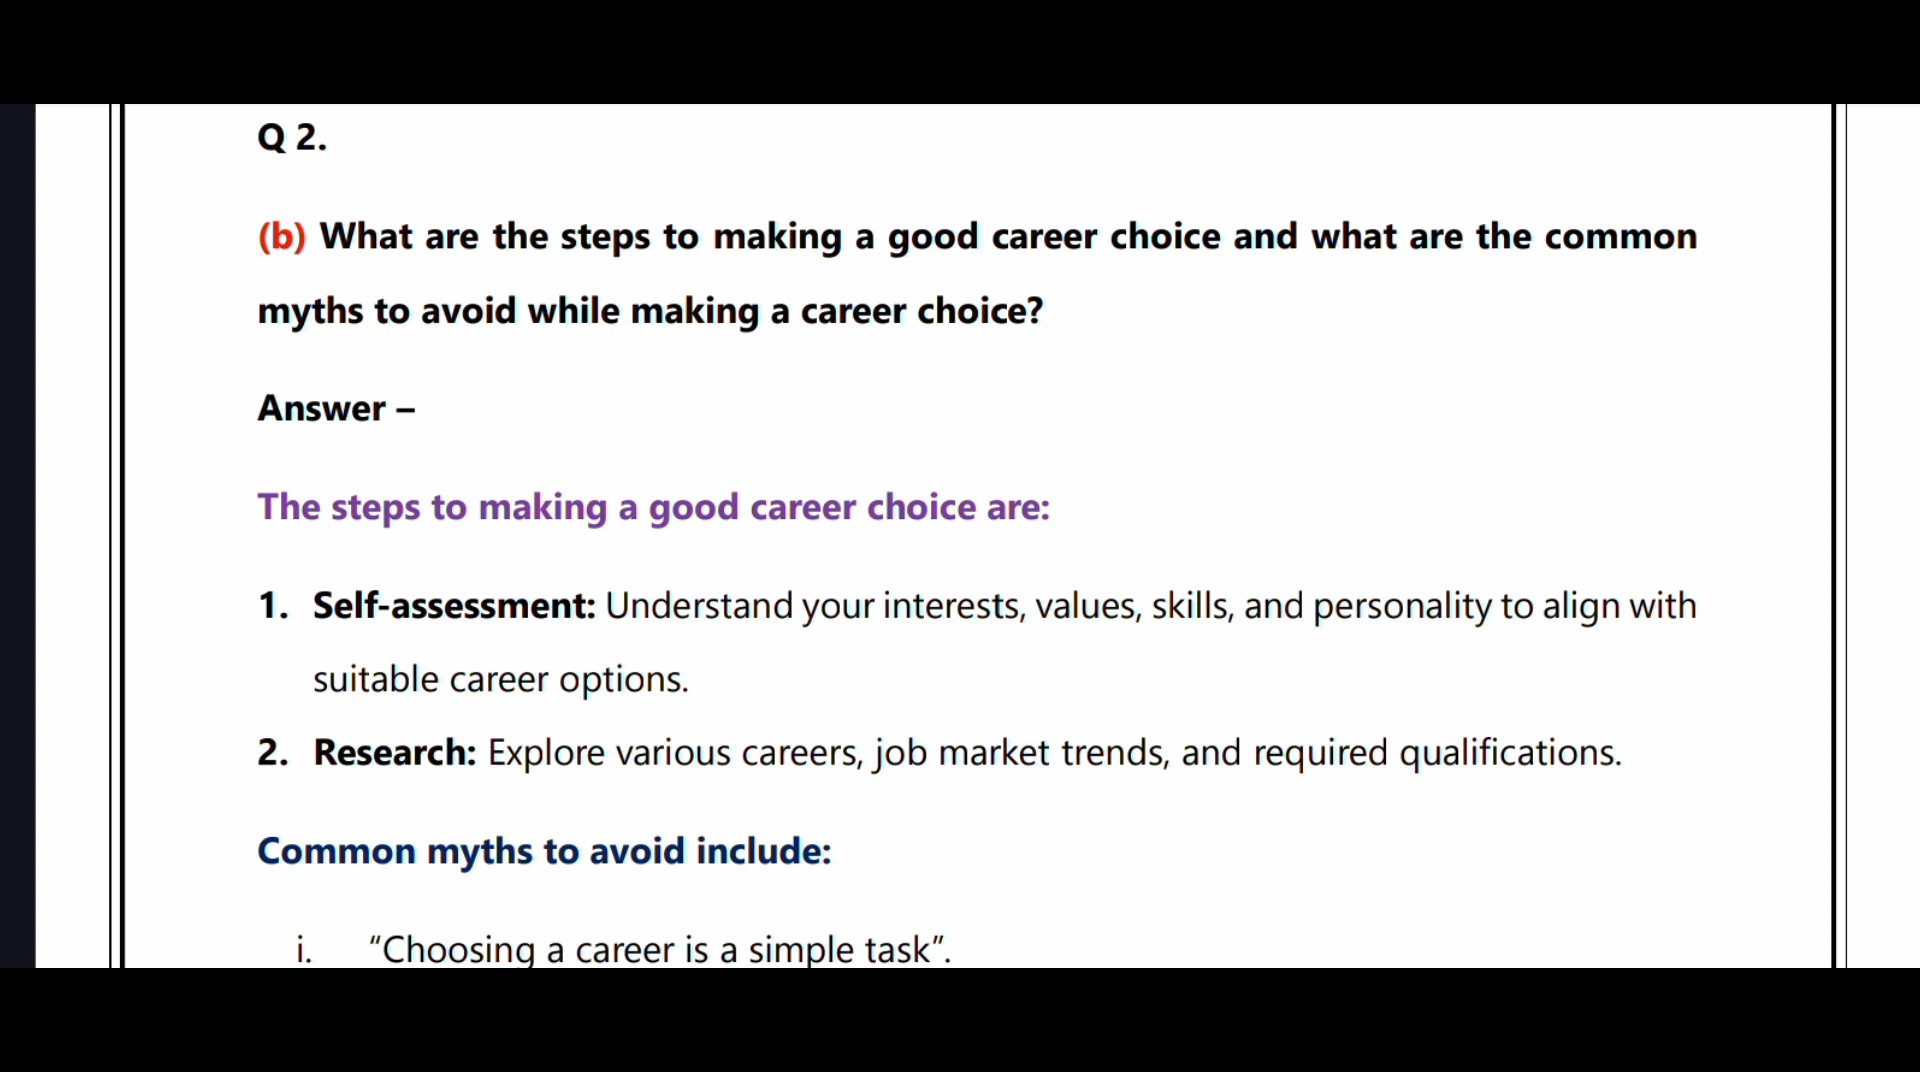 Q 2.
(b) What are the steps to making a good career choice and what are the common
myths to avoid while making a career choice?
Answer –
The steps to making a good career choice are:
1. Self-assessment: Understand your interests, values, skills, and personality to align with
suitable career options.
2. Research: Explore various careers, job market trends, and required qualifications.
Common myths to avoid include:
i. “Choosing a career is a simple task”.